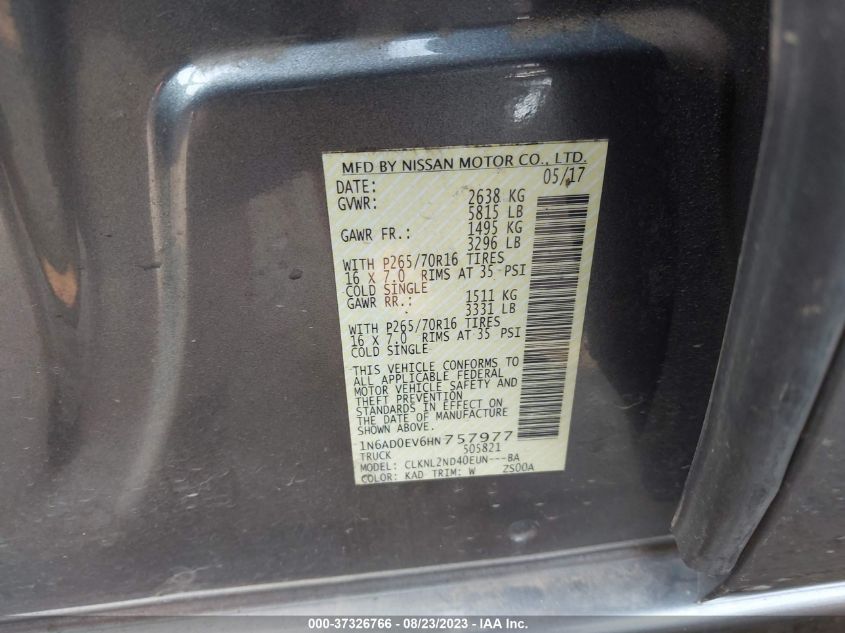 MFD BY NISSAN MOTOR CO., LTD.
DATE: 05/17
GVWR: 2638 KG
5815 LB
GAWR FR.: 1495 KG
3296 LB
WITH P265/70R16 TIRES
16 X 7.0 RIMS AT 35 PSI
COLD SINGLE
GAWR RR.: 1511 KG
3331 LB
WITH P265/70R16 TIRES
16 X 7.0 RIMS AT 35 PSI
COLD SINGLE
THIS VEHICLE CONFORMS TO
ALL APPLICABLE FEDERAL
MOTOR VEHICLE SAFETY AND
THEFT PREVENTION
STANDARDS IN EFFECT ON
THE DATE OF MANUFACTURE
SHOWN ABOVE.
1N6AD0EV6HN757977
TRUCK 505821
MODEL: CLKNL2ND40EUN---BA
COLOR: KAD TRIM: W ZS00A
000-37326766 - 08/23/2023 - IAA Inc.